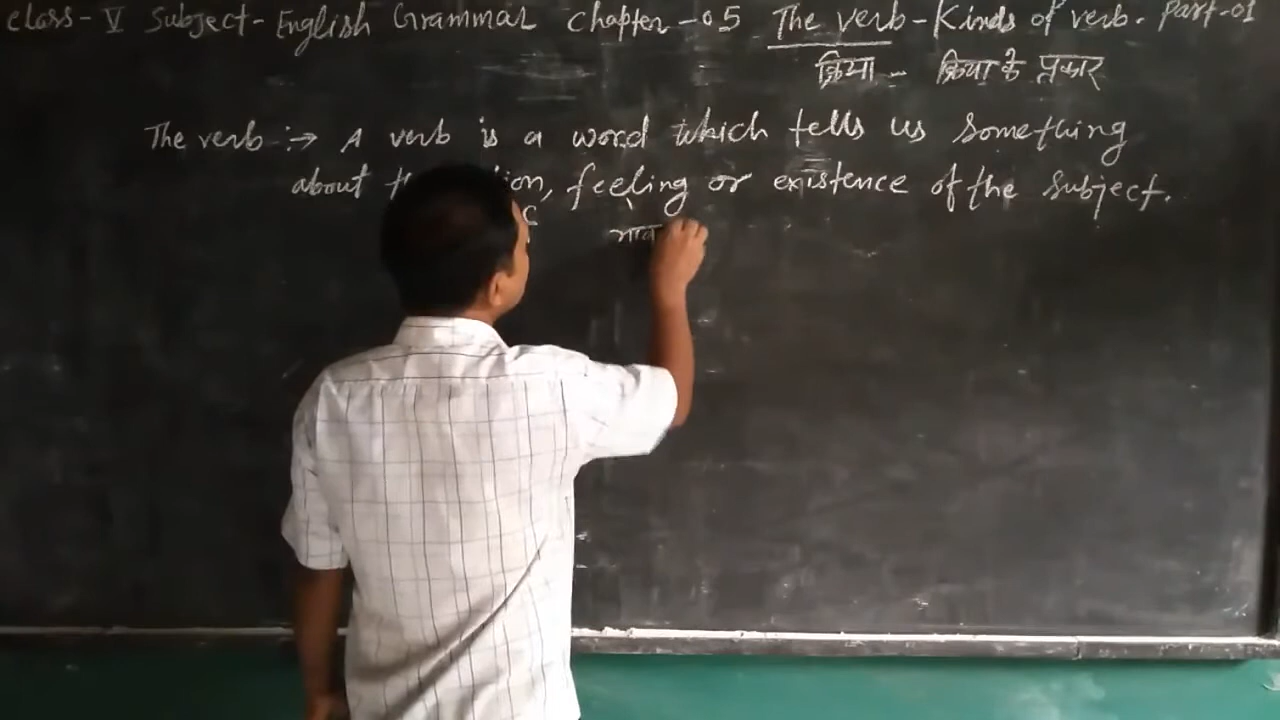 Class - V Subject - English Grammar Chapter - 05 The verb - Kinds of verb. Part-01
क्रिया - क्रिया के प्रकार
The verb :→ A verb is a word which tells us something
about feeling or existence of the subject.
भाव